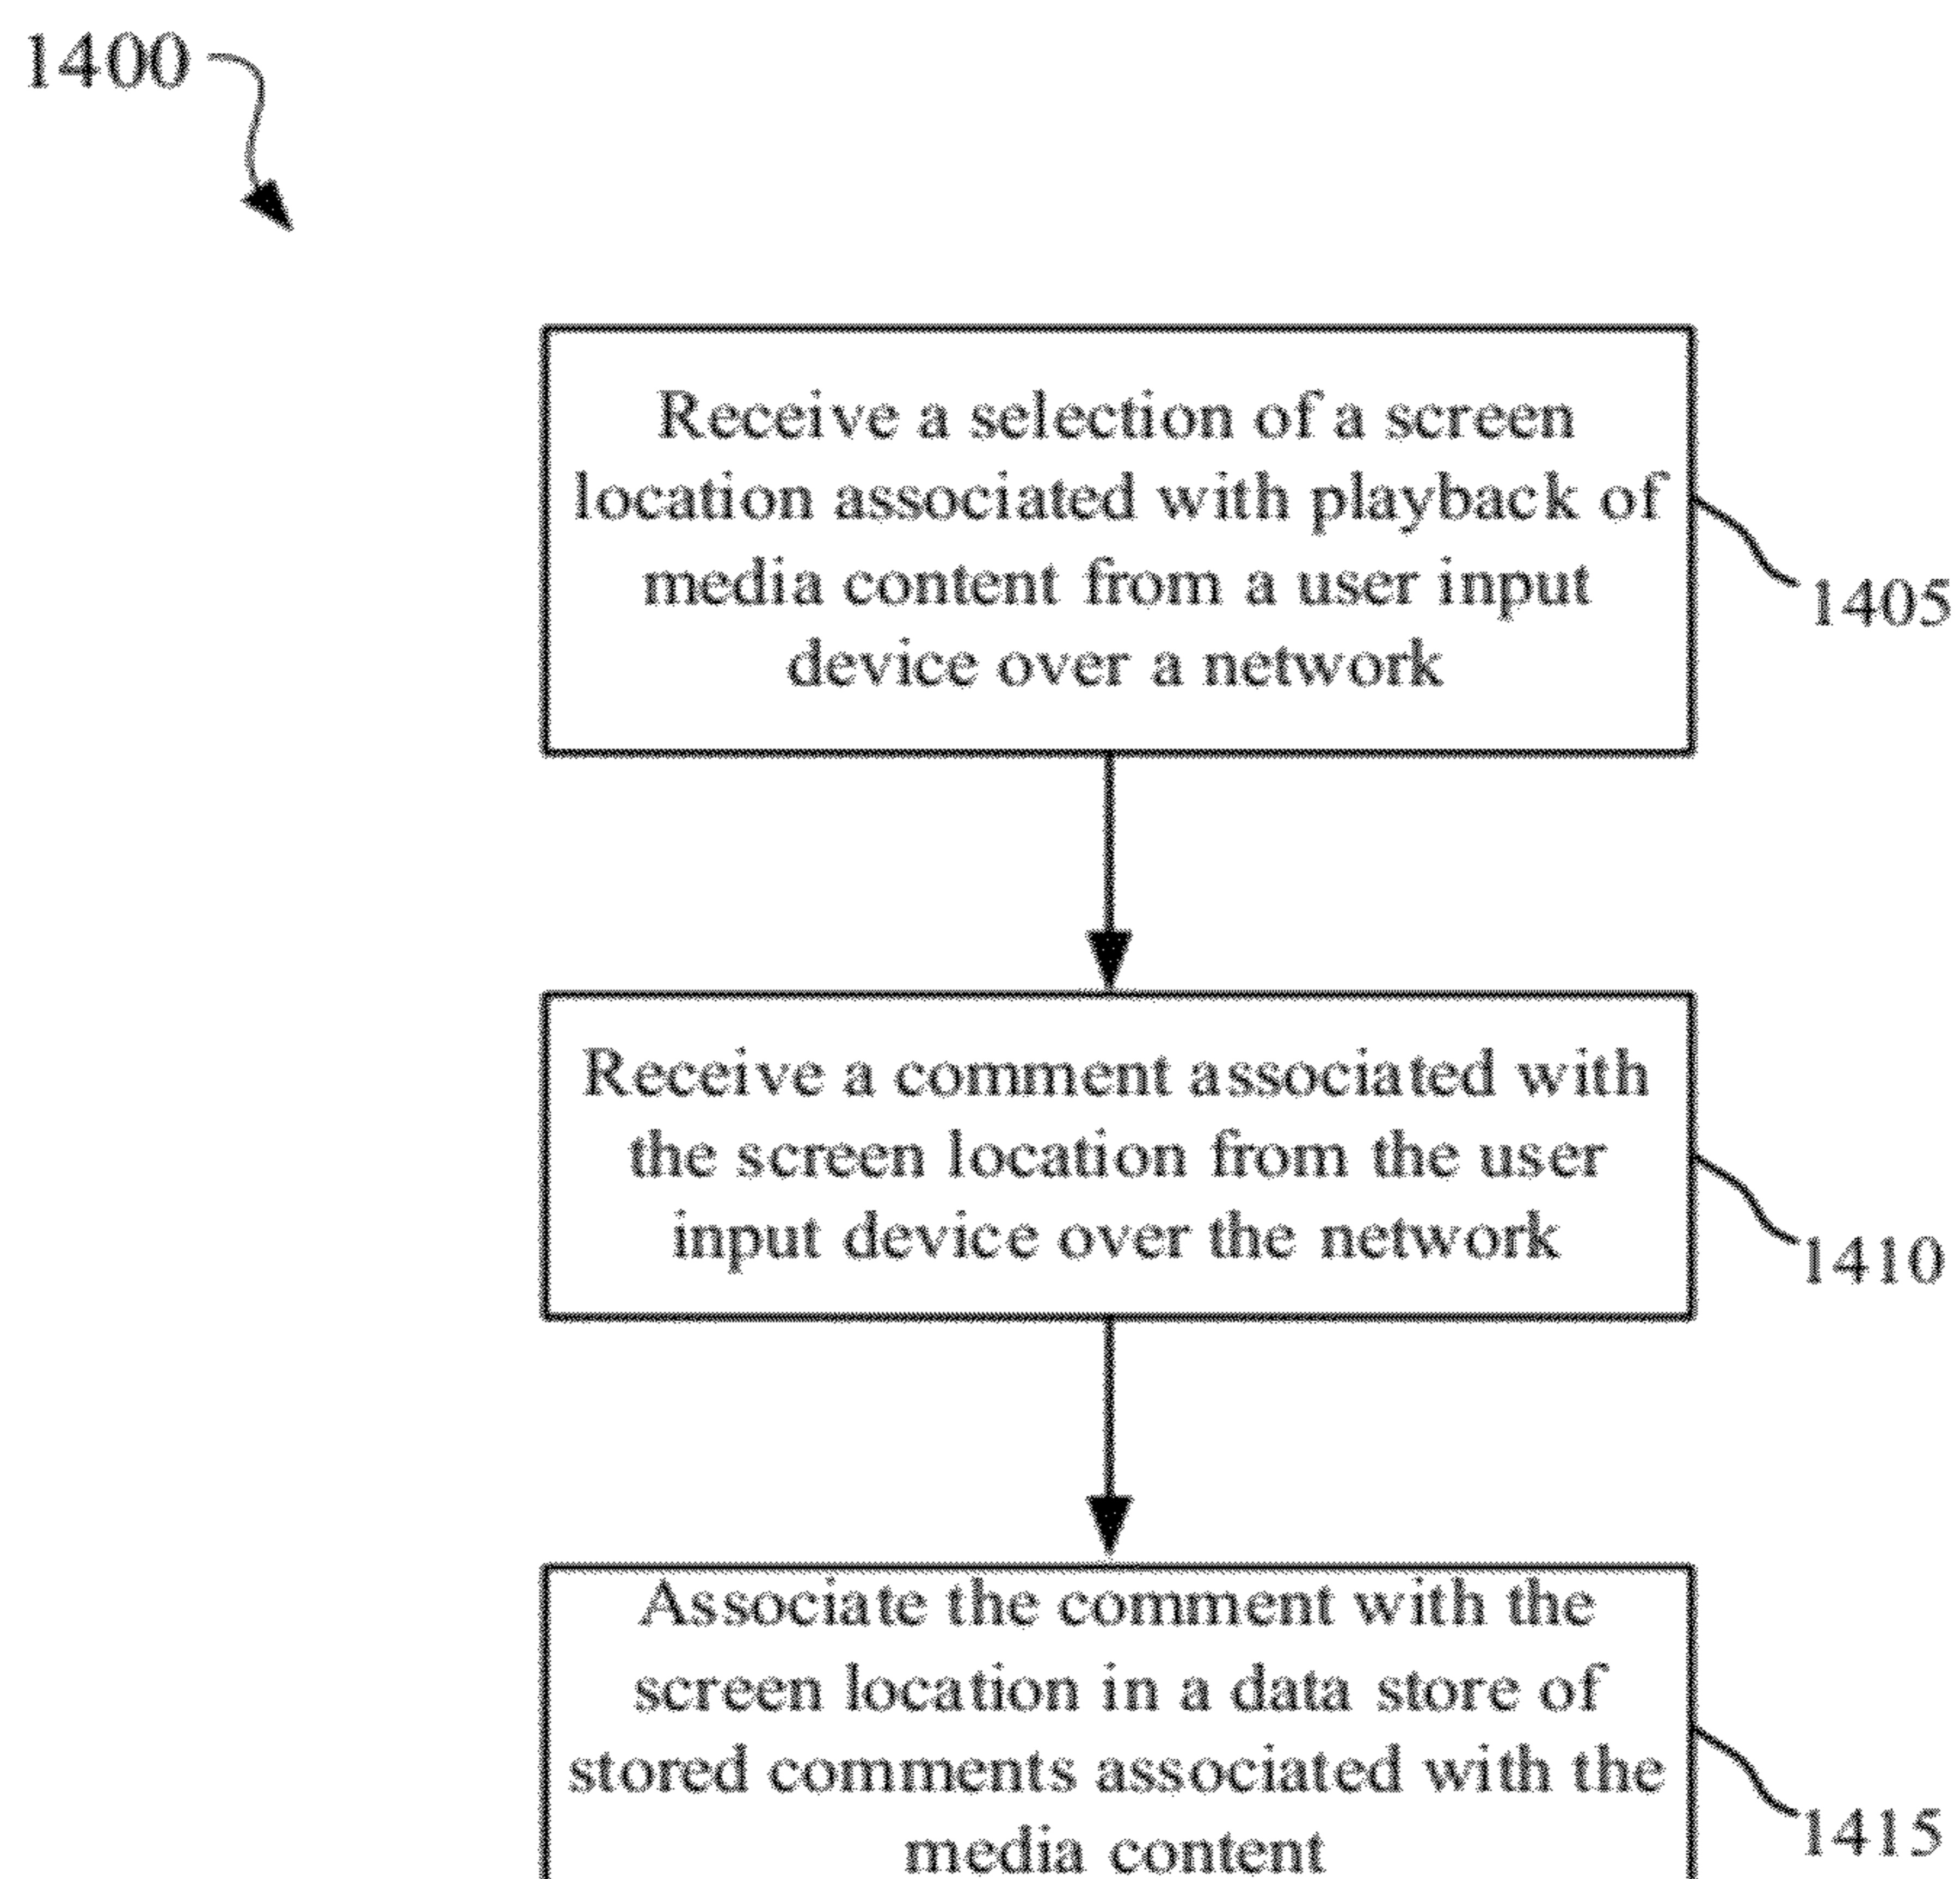 1400
Receive a selection of a screen
location associated with playback of
media content from a user input
device over a network
1405
Receive a comment associated with
the screen location from the user
input device over the network
1410
Associate the comment with the
screen location in a data store of
stored comments associated with the
media content
1415